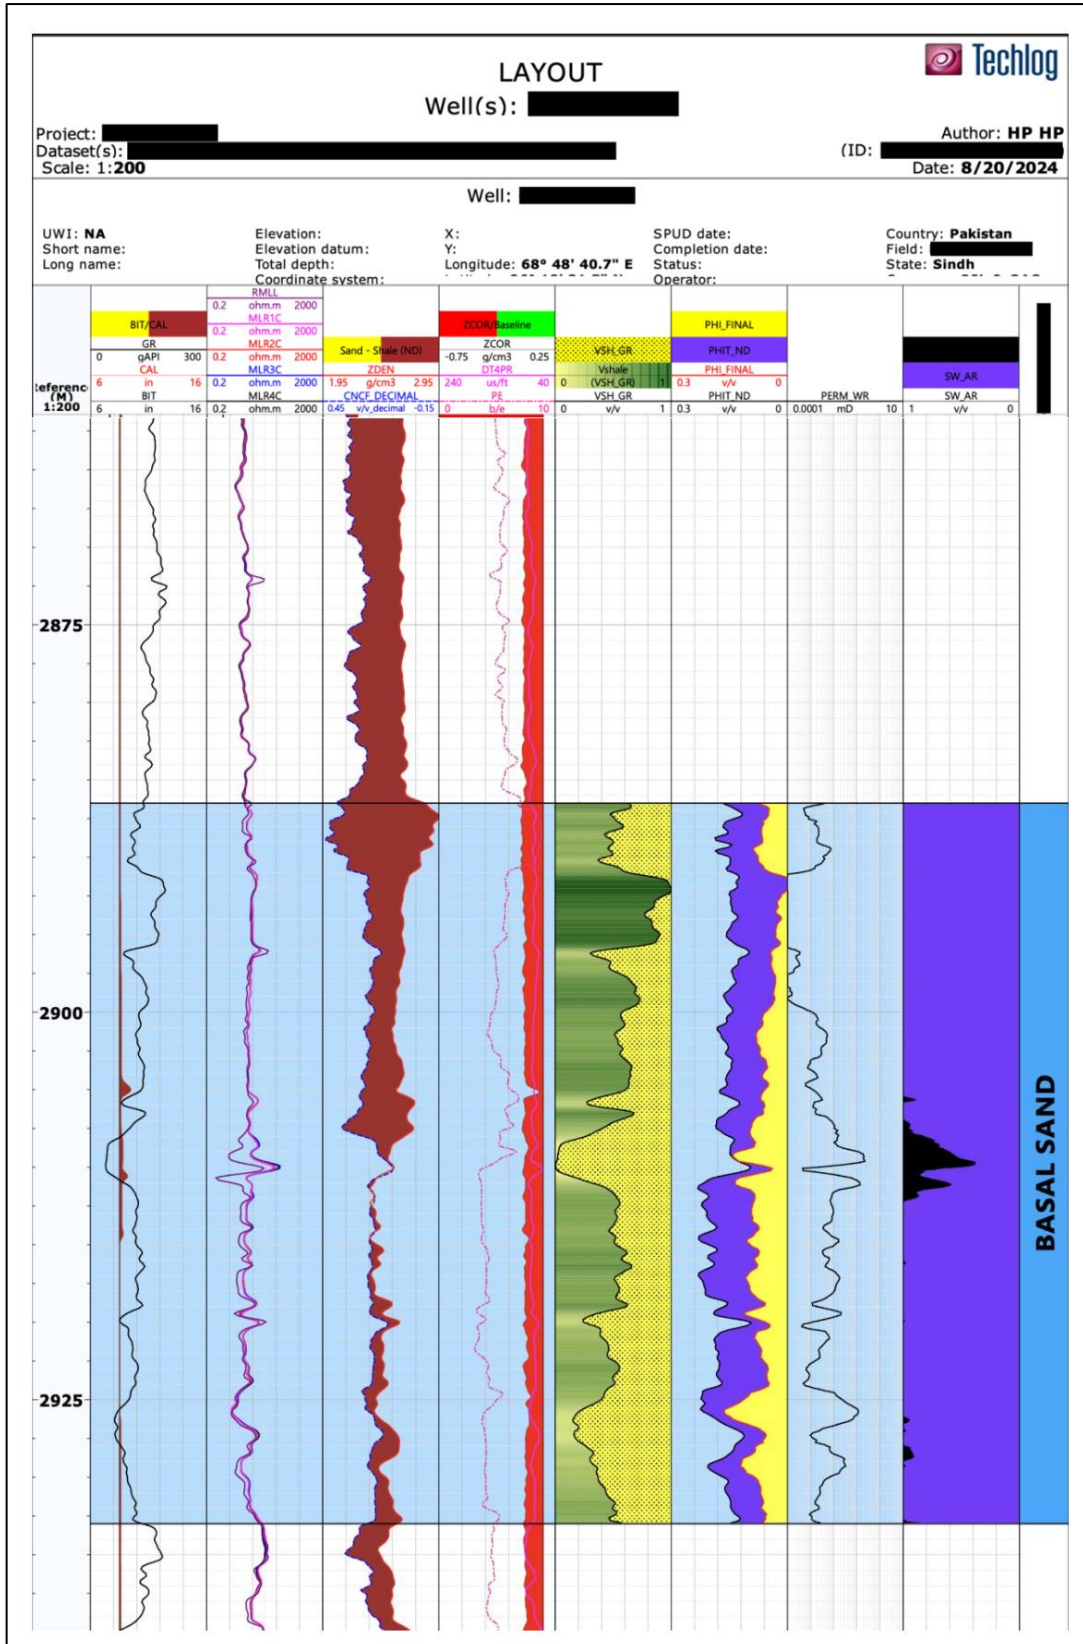 Techlog
LAYOUT
Well(s):
Project:
Author: HP HP
Dataset(s):
(ID:
Scale: 1:200
Date: 8/20/2024
Well:
UWI: NA
Elevation:
X:
SPUD date:
Country: Pakistan
Short name:
Elevation datum:
Y:
Completion date:
Field:
Long name:
Total depth:
Longitude: 68° 48' 40.7" E
Status:
State: Sindh
Coordinate system:
Operator:
Reference
(M)
1:200
BIT/CAL
GR
0 gAPI 300
CAL
6 in 16
BIT
6 in 16
RMLL
0.2 ohm.m 2000
MLR1C
0.2 ohm.m 2000
MLR2C
0.2 ohm.m 2000
MLR3C
0.2 ohm.m 2000
MLR4C
0.2 ohm.m 2000
Sand - Shale (ND)
ZDEN
1.95 g/cm3 2.95
CNCF_DECIMAL
0.45 v/v_decimal -0.15
ZCOR/Baseline
ZCOR
-0.75 g/cm3 0.25
DT4PR
240 us/ft 40
PE
0 b/e 10
VSH_GR
Vshale
0 (VSH_GR) 1
VSH_GR
0 v/v 1
PHI_FINAL
PHIT_ND
PHI_FINAL
0.3 v/v 0
PHIT_ND
0.3 v/v 0
PERM_WR
0.0001 mD 10
SW_AR
SW_AR
1 v/v 0
2875
2900
2925
BASAL SAND